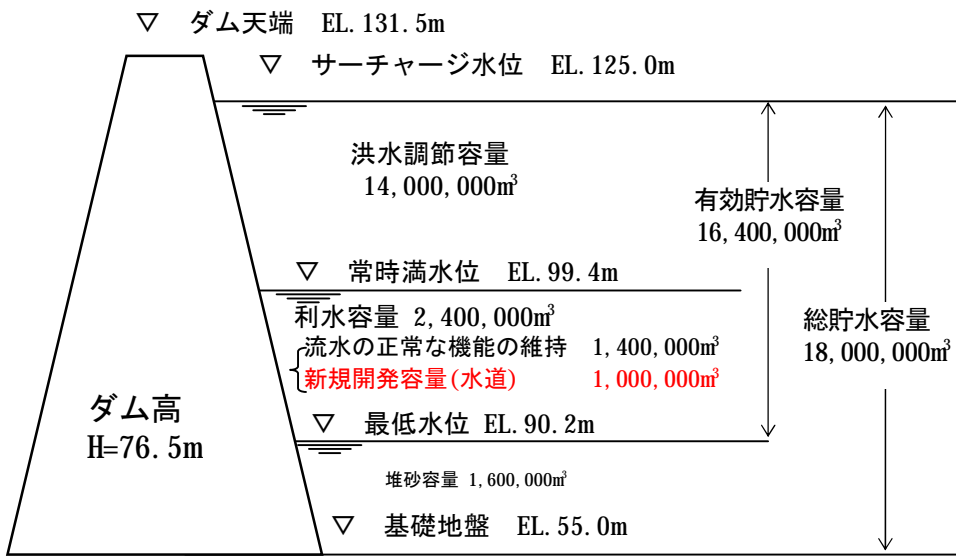 ▽ ダム天端 EL.131.5m
▽ サーチャージ水位 EL.125.0m
洪水調節容量
14,000,000m³
有効貯水容量
16,400,000m³
▽ 常時満水位 EL.99.4m
利水容量 2,400,000m³
流水の正常な機能の維持 1,400,000m³
新規開発容量(水道) 1,000,000m³
総貯水容量
18,000,000m³
ダム高
H=76.5m
▽ 最低水位 EL.90.2m
堆砂容量 1,600,000m³
▽ 基礎地盤 EL.55.0m